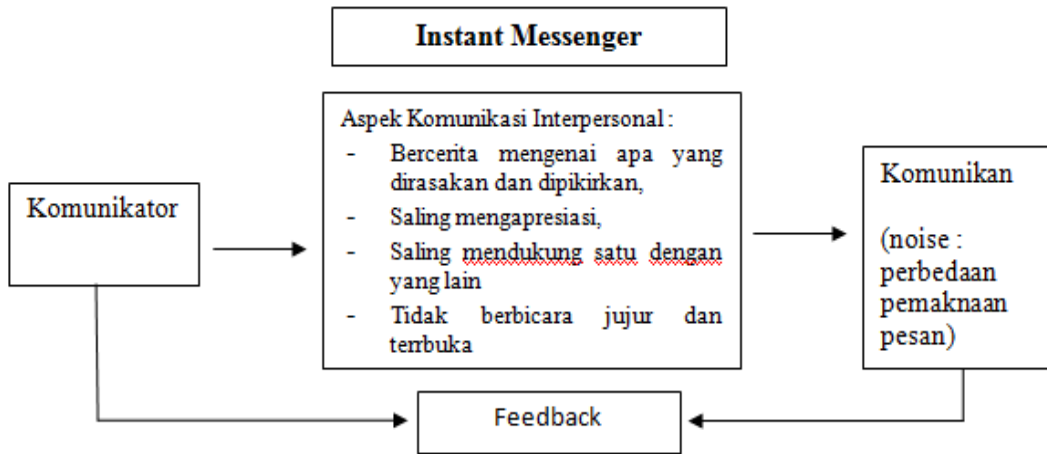 Instant Messenger
Komunikator
Aspek Komunikasi Interpersonal :
- Bercerita mengenai apa yang
dirasakan dan dipikirkan,
- Saling mengapresiasi,
- Saling mendukung satu dengan
yang lain
- Tidak berbicara jujur dan
terrbuka
Komunikan
(noise :
perbedaan
pemaknaan
pesan)
Feedback